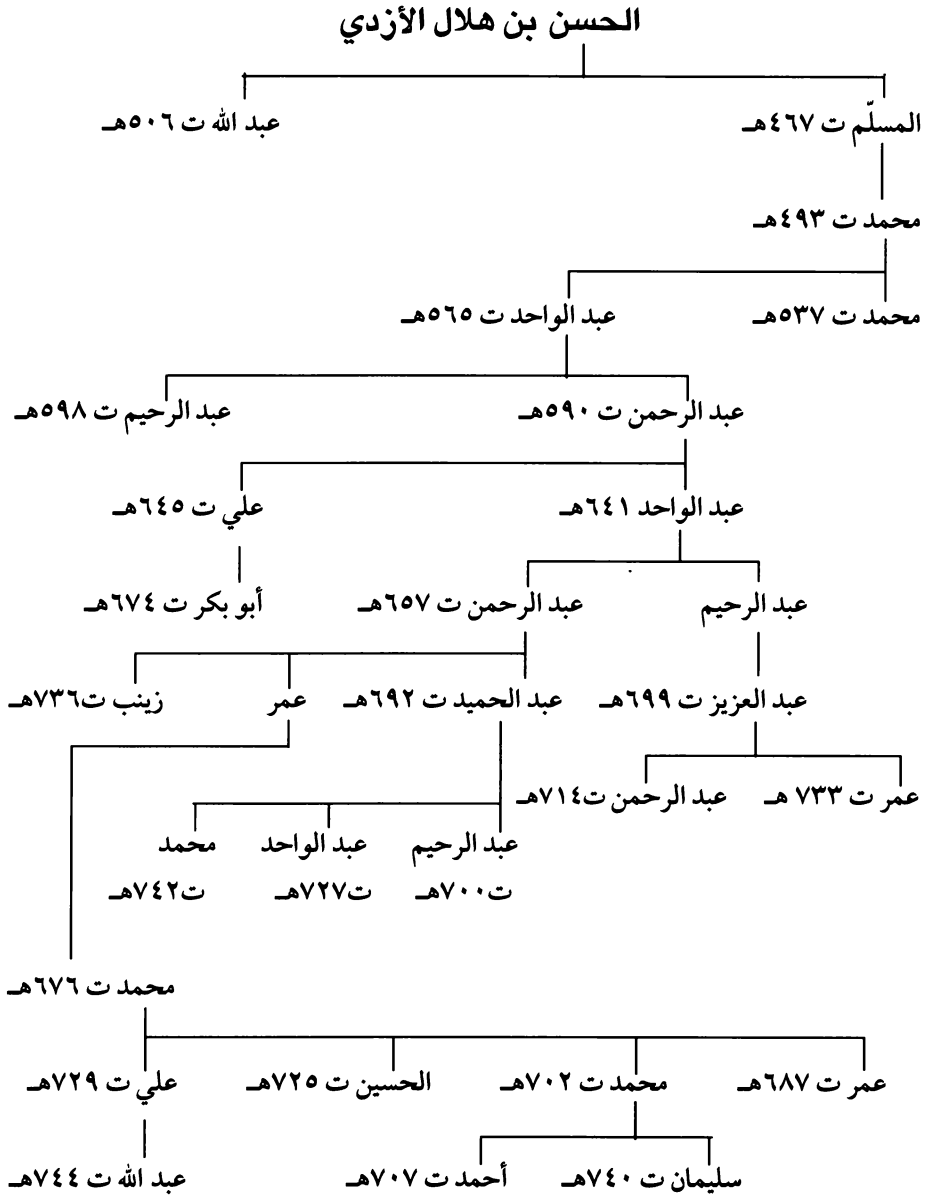 الحسن بن هلال الأزدي
المسلّم ت ٤٦٧هـ عبد الله ت ٥٠٦هـ
محمد ت ٤٩٣هـ
محمد ت ٥٣٧هـ عبد الواحد ت ٥٦٥هـ
عبد الرحمن ت ٥٩٠هـ عبد الرحيم ت ٥٩٨هـ
عبد الواحد ٦٤١هـ علي ت ٦٤٥هـ
عبد الرحيم عبد الرحمن ت ٦٥٧هـ أبو بكر ت ٦٧٤هـ
عبد العزيز ت ٦٩٩هـ عبد الحميد ت ٦٩٢هـ عمر زينب ت٧٣٦هـ
عمر ت ٧٣٣ هـ عبد الرحمن ت٧١٤هـ
عبد الرحيم عبد الواحد محمد
ت٧٠٠هـ ت٧٢٧هـ ت٧٤٢هـ
محمد ت ٦٧٦هـ
عمر ت ٦٨٧هـ محمد ت ٧٠٢هـ الحسين ت ٧٢٥هـ علي ت ٧٢٩هـ
سليمان ت ٧٤٠هـ أحمد ت ٧٠٧هـ عبد الله ت ٧٤٤هـ